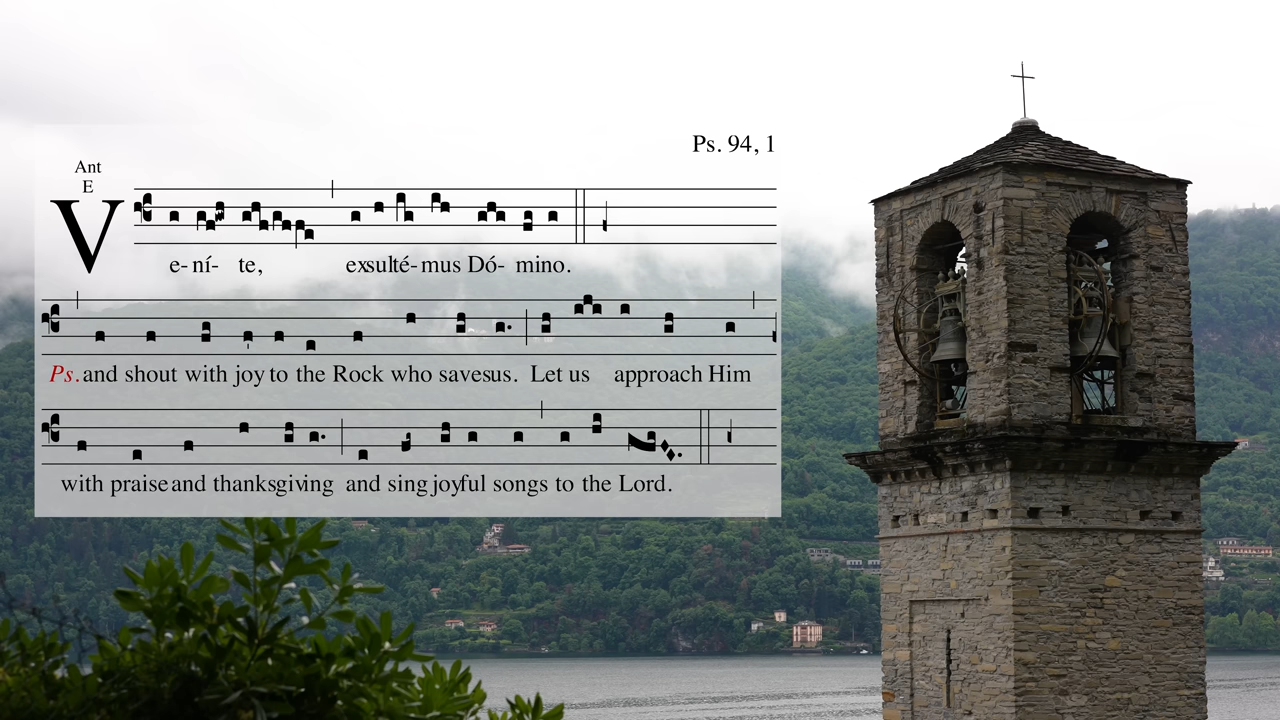 Ps. 94, 1
Ant
E
Ve-ní- te, exsulté-mus Dó- mino.
Ps. and shout with joy to the Rock who savesus. Let us approach Him
with praise and thanksgiving and sing joyful songs to the Lord.